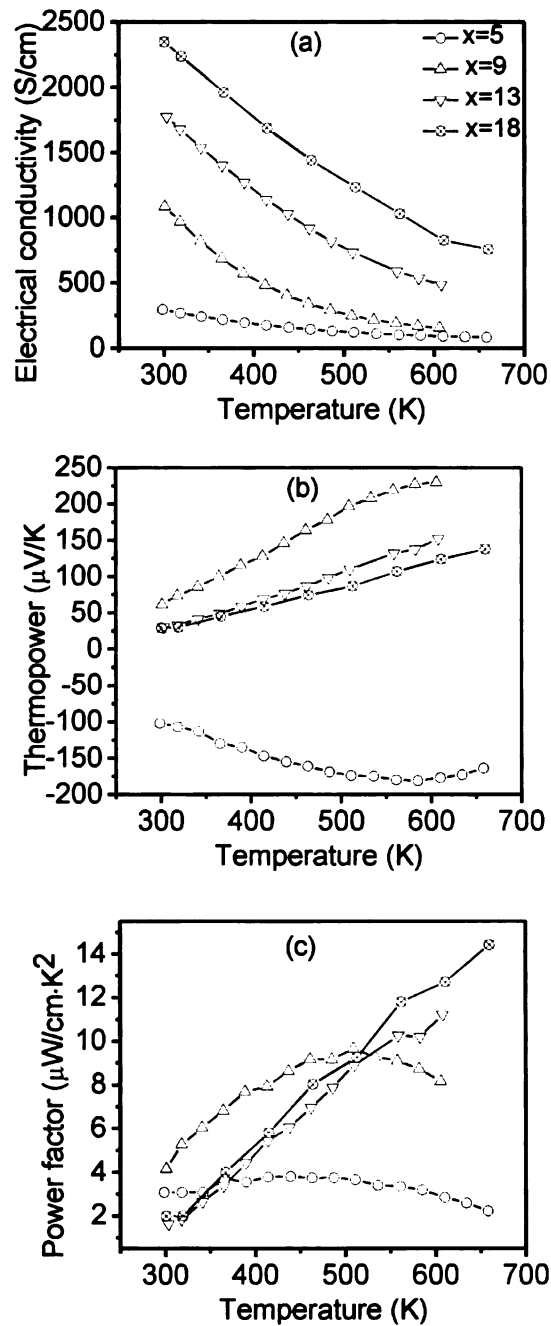 (a)
x=5
x=9
x=13
x=18
Electrical conductivity (S/cm)
2500
2000
1500
1000
500
0
300 400 500 600 700
Temperature (K)
(b)
Thermopower (μV/K
250
200
150
100
50
0
-50
-100
-150
-200
300 400 500 600 700
Temperature (K)
(c)
Power factor (μW/cm·K2
14
12
10
8
6
4
2
300 400 500 600 700
Temperature (K)